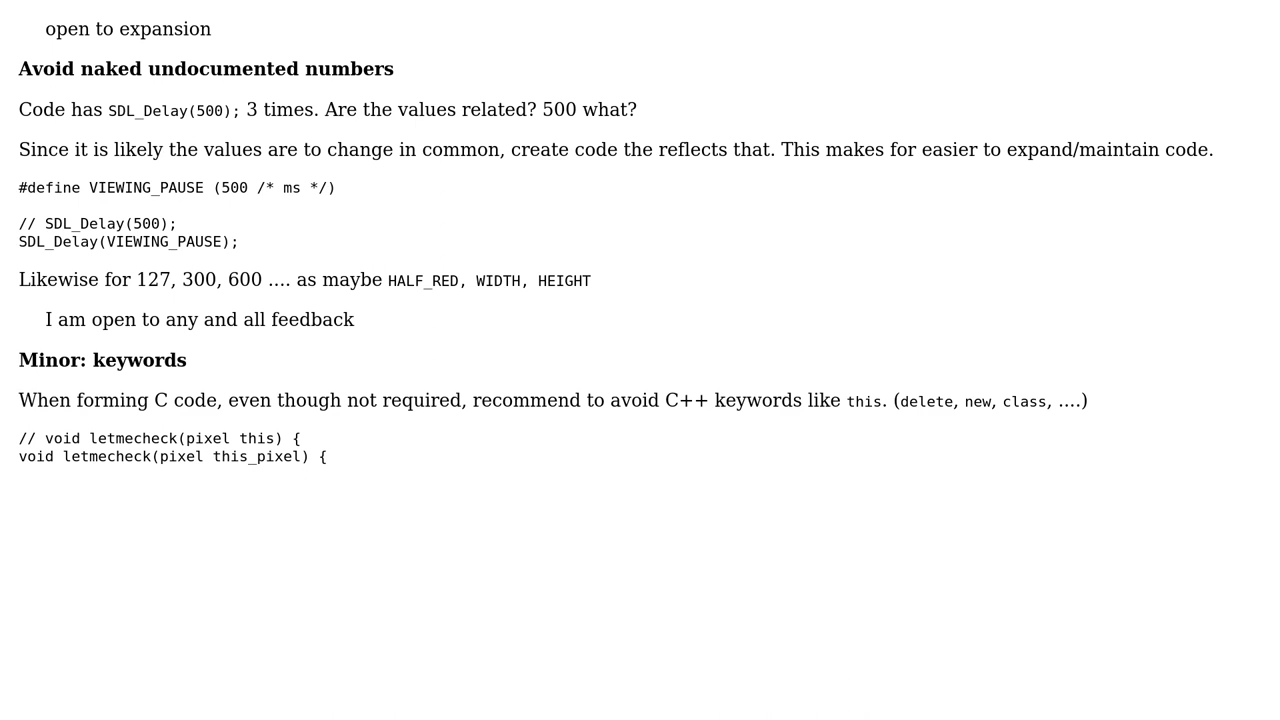 open to expansion
Avoid naked undocumented numbers
Code has SDL_Delay(500); 3 times. Are the values related? 500 what?
Since it is likely the values are to change in common, create code the reflects that. This makes for easier to expand/maintain code.
#define VIEWING_PAUSE (500 /* ms */)
// SDL_Delay(500);
SDL_Delay(VIEWING_PAUSE);
Likewise for 127, 300, 600 .... as maybe HALF_RED, WIDTH, HEIGHT
I am open to any and all feedback
Minor: keywords
When forming C code, even though not required, recommend to avoid C++ keywords like this. (delete, new, class, ....)
// void letmecheck(pixel this) {
void letmecheck(pixel this_pixel) {